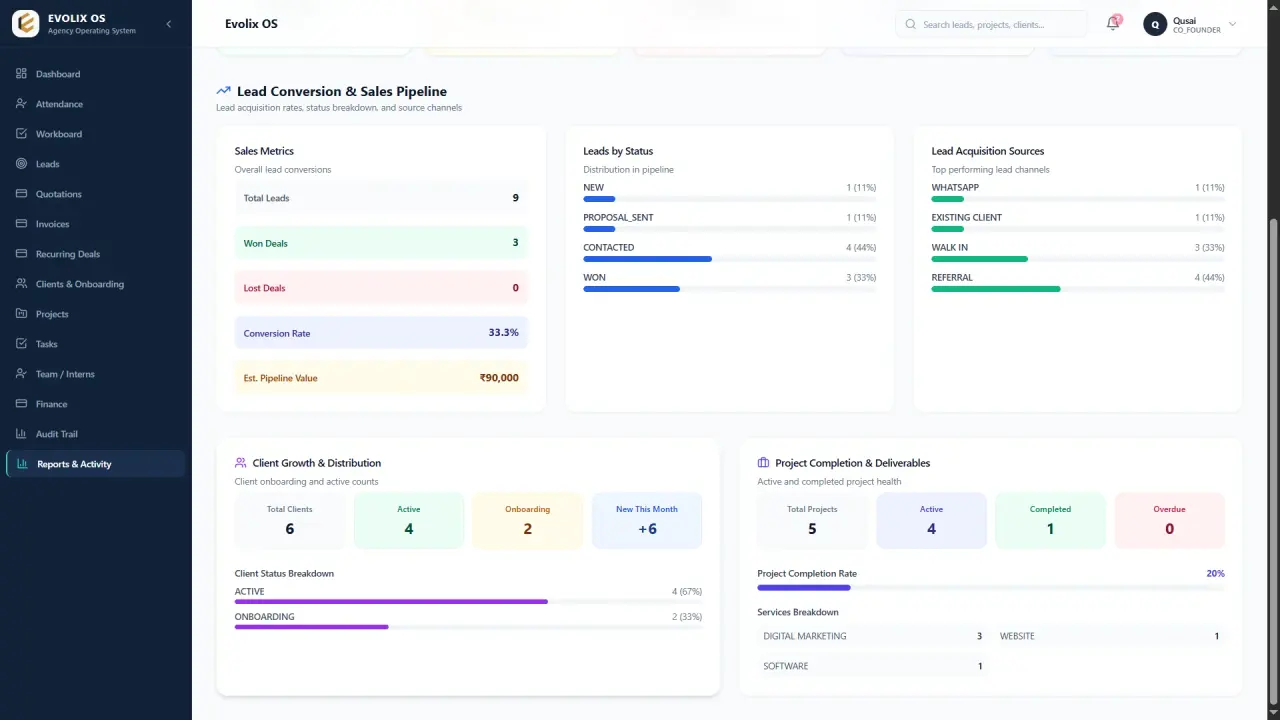 EVOLIX OS
Agency Operating System
Dashboard
Attendance
Workboard
Leads
Quotations
Invoices
Recurring Deals
Clients & Onboarding
Projects
Tasks
Team / Interns
Finance
Audit Trail
Reports & Activity
Evolix OS
Search leads, projects, clients...
Q
Qusai
CO_FOUNDER
Lead Conversion & Sales Pipeline
Lead acquisition rates, status breakdown, and source channels
Sales Metrics
Overall lead conversions
Total Leads 9
Won Deals 3
Lost Deals 0
Conversion Rate 33.3%
Est. Pipeline Value ₹90,000
Leads by Status
Distribution in pipeline
NEW 1 (11%)
PROPOSAL_SENT 1 (11%)
CONTACTED 4 (44%)
WON 3 (33%)
Lead Acquisition Sources
Top performing lead channels
WHATSAPP 1 (11%)
EXISTING CLIENT 1 (11%)
WALK IN 3 (33%)
REFERRAL 4 (44%)
Client Growth & Distribution
Client onboarding and active counts
Total Clients
6
Active
4
Onboarding
2
New This Month
+6
Client Status Breakdown
ACTIVE 4 (67%)
ONBOARDING 2 (33%)
Project Completion & Deliverables
Active and completed project health
Total Projects
5
Active
4
Completed
1
Overdue
0
Project Completion Rate 20%
Services Breakdown
DIGITAL MARKETING 3
WEBSITE 1
SOFTWARE 1